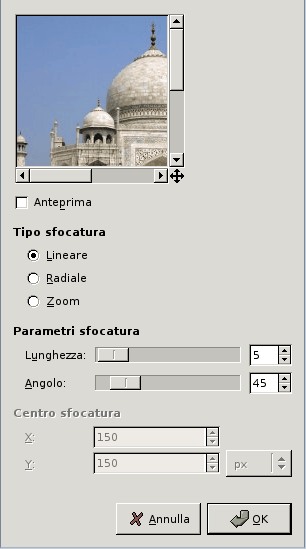 Anteprima
Tipo sfocatura
Lineare
Radiale
Zoom
Parametri sfocatura
Lunghezza: 5
Angolo: 45
Centro sfocatura
X: 150
Y: 150 px
Annulla OK